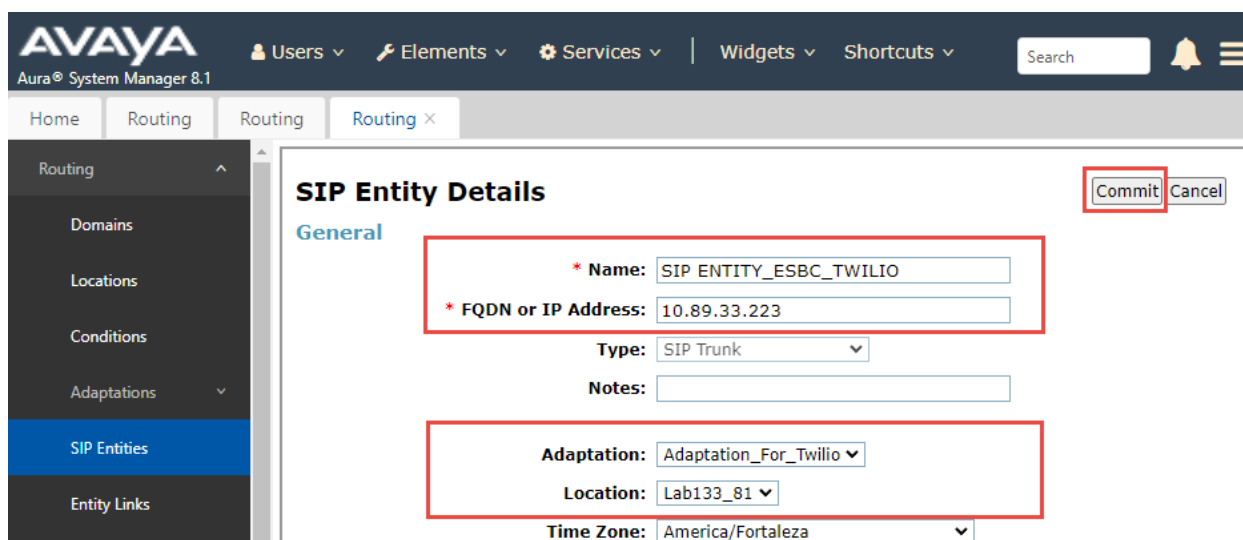 AVAYA
Aura® System Manager 8.1
Users Elements Services | Widgets Shortcuts Search
Home Routing Routing Routing ×
Routing
Domains
Locations
Conditions
Adaptations
SIP Entities
Entity Links
SIP Entity Details
Commit Cancel
General
* Name: SIP ENTITY_ESBC_TWILIO
* FQDN or IP Address: 10.89.33.223
Type: SIP Trunk
Notes:
Adaptation: Adaptation_For_Twilio
Location: Lab133_81
Time Zone: America/Fortaleza